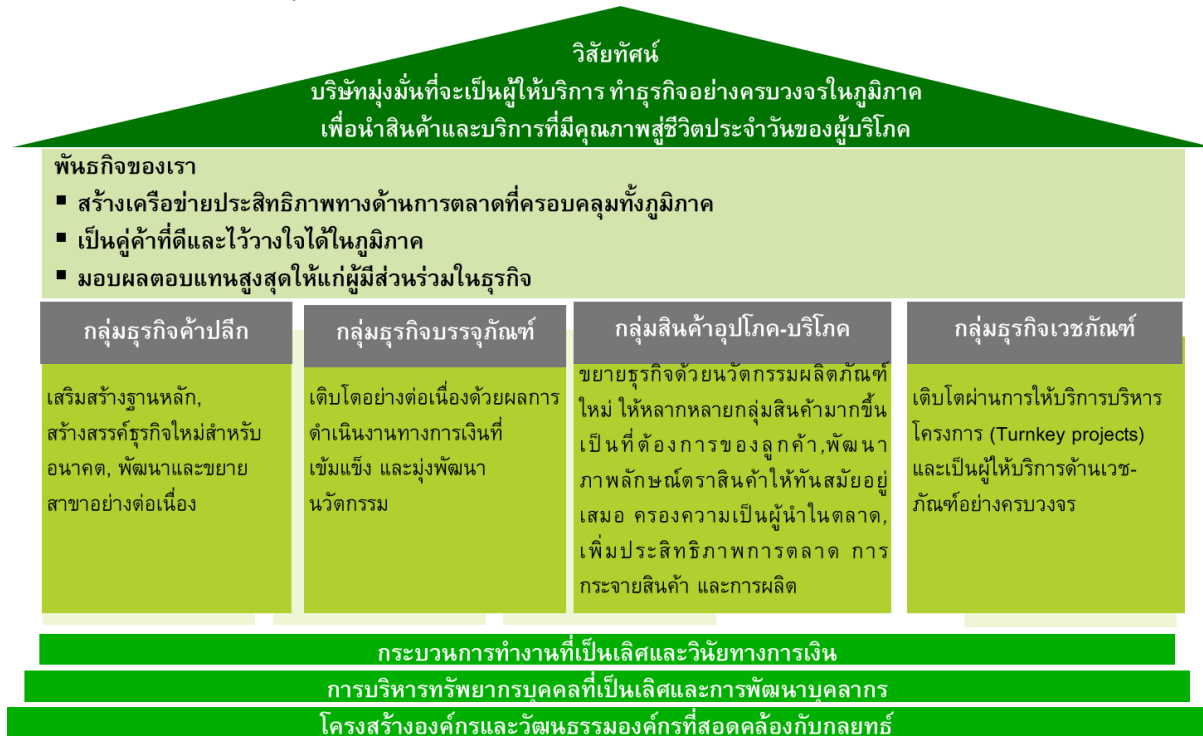 วิสัยทัศน์
บริษัทมุ่งมั่นที่จะเป็นผู้ให้บริการ ทำธุรกิจอย่างครบวงจรในภูมิภาค
เพื่อนำสินค้าและบริการที่มีคุณภาพสู่ชีวิตประจำวันของผู้บริโภค
พันธกิจของเรา
▪ สร้างเครือข่ายประสิทธิภาพทางด้านการตลาดที่ครอบคลุมทั้งภูมิภาค
▪ เป็นคู่ค้าที่ดีและไว้วางใจได้ในภูมิภาค
▪ มอบผลตอบแทนสูงสุดให้แก่ผู้มีส่วนร่วมในธุรกิจ
กลุ่มธุรกิจค้าปลีก
เสริมสร้างฐานหลัก,
สร้างสรรค์ธุรกิจใหม่สำหรับ
อนาคต, พัฒนาและขยาย
สาขาอย่างต่อเนื่อง
กลุ่มธุรกิจบรรจุภัณฑ์
เติบโตอย่างต่อเนื่องด้วยผลการ
ดำเนินงานทางการเงินที่
เข้มแข็ง และมุ่งพัฒนา
นวัตกรรม
กลุ่มสินค้าอุปโภค-บริโภค
ขยายธุรกิจด้วยนวัตกรรมผลิตภัณฑ์
ใหม่ ให้หลากหลายกลุ่มสินค้ามากขึ้น
เป็นที่ต้องการของลูกค้า,พัฒนา
ภาพลักษณ์ตราสินค้าให้ทันสมัยอยู่
เสมอ ครองความเป็นผู้นำในตลาด,
เพิ่มประสิทธิภาพการตลาด การ
กระจายสินค้า และการผลิต
กลุ่มธุรกิจเวชภัณฑ์
เติบโตผ่านการให้บริการบริหาร
โครงการ (Turnkey projects)
และเป็นผู้ให้บริการด้านเวช-
ภัณฑ์อย่างครบวงจร
กระบวนการทำงานที่เป็นเลิศและวินัยทางการเงิน
การบริหารทรัพยากรบุคคลที่เป็นเลิศและการพัฒนาบุคลากร
โครงสร้างองค์กรและวัฒนธรรมองค์กรที่สอดคล้องกับกลยุทธ์